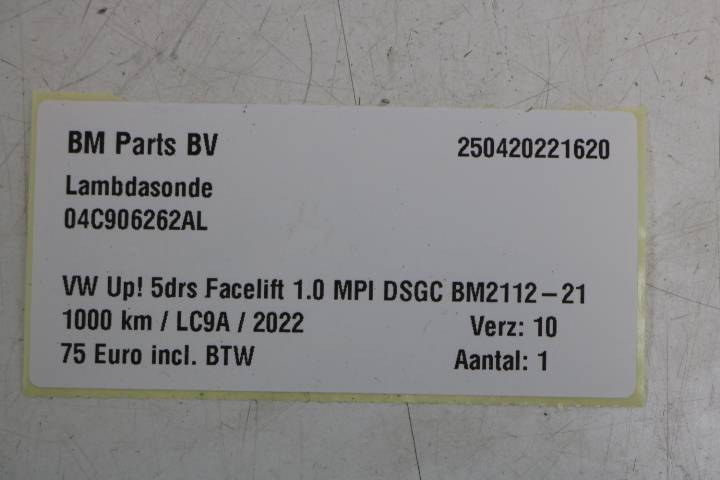 BM Parts BV 250420221620
Lambdasonde
04C906262AL
VW Up! 5drs Facelift 1.0 MPI DSGC BM2112-21
1000 km / LC9A / 2022 Verz: 10
75 Euro incl. BTW Aantal: 1